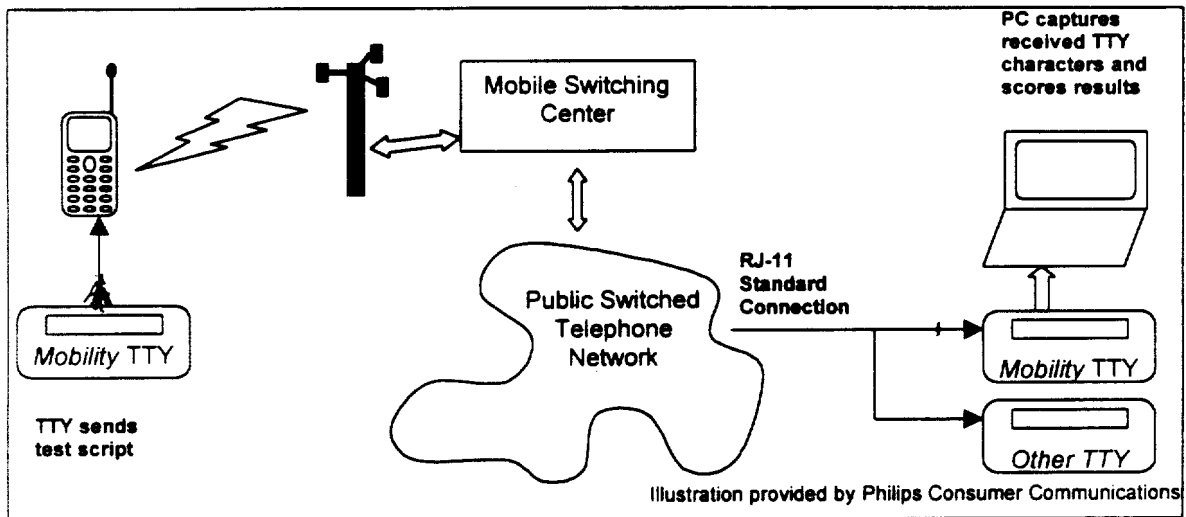 PC captures
received TTY
characters and
scores results
Mobile Switching
Center
RJ-11
Standard
Connection
Public Switched
Telephone
Network
Mobility TTY
Mobility TTY
TTY sends
test script
Other TTY
Illustration provided by Philips Consumer Communications